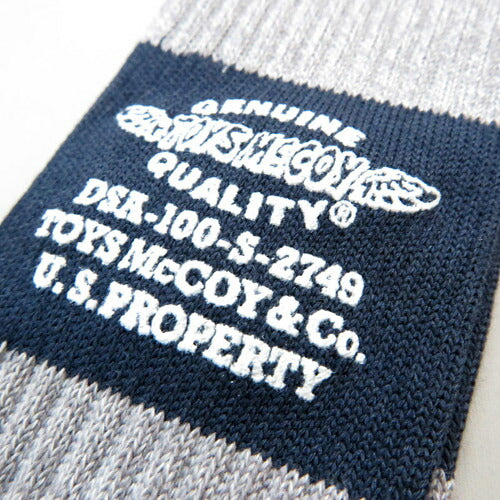 GENUINE
TOYS McCOY
QUALITY®
DSA-100-S-2749
TOYS McCOY & Co.
U.S. PROPERTY